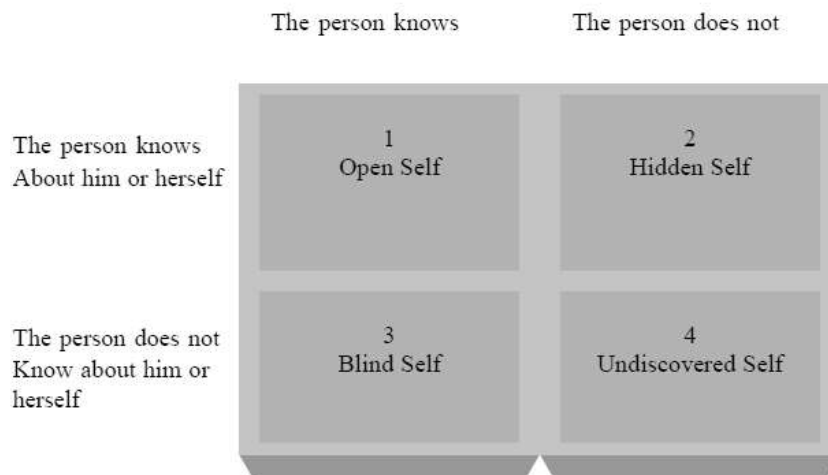 The person knows
The person does not
The person knows
About him or herself
1
Open Self
2
Hidden Self
The person does not
Know about him or
herself
3
Blind Self
4
Undiscovered Self